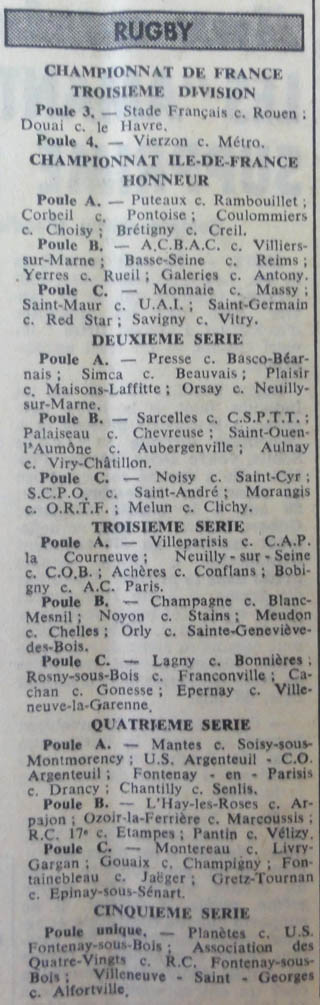 RUGBY
CHAMPIONNAT DE FRANCE
TROISIEME DIVISION
Poule 3. — Stade Français c. Rouen ;
Douai c. le Havre.
Poule 4. — Vierzon c. Métro.
CHAMPIONNAT ILE-DE-FRANCE
HONNEUR
Poule A. — Puteaux c. Rambouillet ;
Corbeil c. Pontoise ; Coulommiers
c. Choisy ; Brétigny c. Creil.
Poule B. — A.C.B.A.C. c. Villiers-
sur-Marne ; Basse-Seine c. Reims ;
Yerres c. Rueil ; Galeries c. Antony.
Poule C. — Monnaie c. Massy ;
Saint-Maur c. U.A.I. ; Saint-Germain
c. Red Star ; Savigny c. Vitry.
DEUXIEME SERIE
Poule A. — Presse c. Basco-Béar-
nais ; Simca c. Beauvais ; Plaisir
c. Maisons-Laffitte ; Orsay c. Neuilly-
sur-Marne.
Poule B. — Sarcelles c. C.S.P.T.T. ;
Palaiseau c. Chevreuse ; Saint-Ouen-
l'Aumône c. Aubergenville ; Aulnay
c. Viry-Châtillon.
Poule C. — Noisy c. Saint-Cyr ;
S.C.P.O. c. Saint-André ; Morangis
c. O.R.T.F. ; Melun c. Clichy.
TROISIEME SERIE
Poule A. — Villeparisis c. C.A.P.
la Courneuve ; Neuilly - sur - Seine
c. C.O.B. ; Achères c. Conflans ; Bobi-
gny c. A.C. Paris.
Poule B. — Champagne c. Blanc-
Mesnil ; Noyon c. Stains ; Meudon
c. Chelles ; Orly c. Sainte-Geneviève-
des-Bois.
Poule C. — Lagny c. Bonnières ;
Rosny-sous-Bois c. Franconville ; Ca-
chan c. Gonesse ; Epernay c. Ville-
neuve-la-Garenne.
QUATRIEME SERIE
Poule A. — Mantes c. Soisy-sous-
Montmorency ; U.S. Argenteuil - C.O.
Argenteuil ; Fontenay - en - Parisis
c. Drancy ; Chantilly c. Senlis.
Poule B. — L'Hay-les-Roses c. Ar-
pajon ; Ozoir-la-Ferrière c. Marcoussis ;
R.C. 17e c. Etampes ; Pantin c. Vélizy.
Poule C. — Montereau c. Livry-
Gargan ; Gouaix c. Champigny ; Fon-
tainebleau c. Jaëger ; Gretz-Tournan
c. Epinay-sous-Sénart.
CINQUIEME SERIE
Poule unique. — Planètes c. U.S.
Fontenay-sous-Bois ; Association des
Quatre-Vingts c. R.C. Fontenay-sous-
Bois ; Villeneuve - Saint - Georges
c. Alfortville.